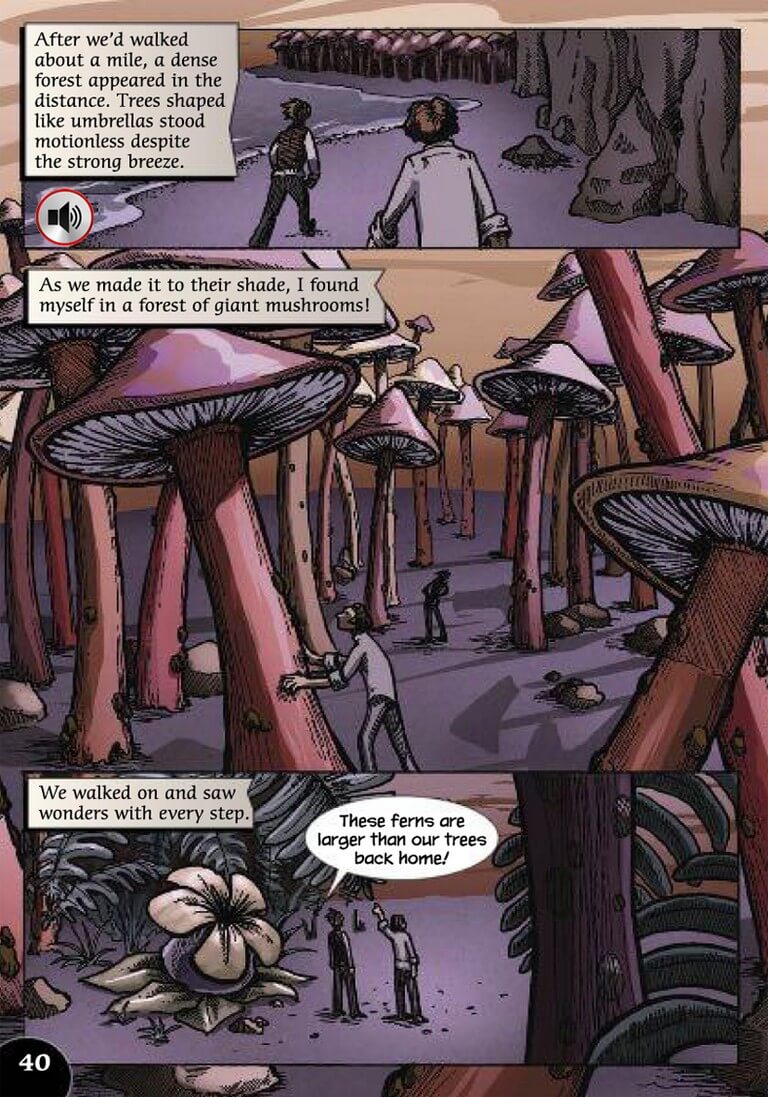 After we'd walked
about a mile, a dense
forest appeared in the
distance. Trees shaped
like umbrellas stood
motionless despite
the strong breeze.
As we made it to their shade, I found
myself in a forest of giant mushrooms!
We walked on and saw
wonders with every step.
These ferns are
larger than our trees
back home!
40